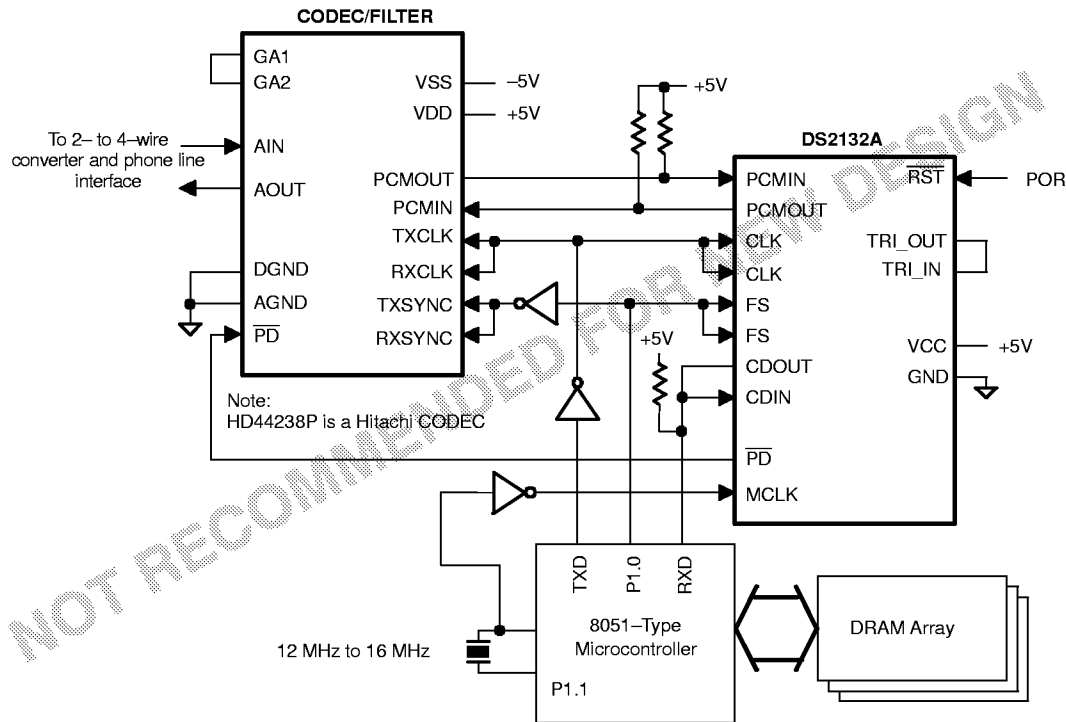 CODEC/FILTER
GA1
GA2
VSS
–5V
VDD
+5V
+5V
To 2– to 4–wire
converter and phone line
interface
AIN
AOUT
PCMOUT
PCMIN
TXCLK
RXCLK
DGND
AGND
TXSYNC
RXSYNC
PD
DS2132A
PCMIN
RST
POR
PCMOUT
CLK
TRI_OUT
CLK
TRI_IN
FS
FS
+5V
VCC
+5V
CDOUT
GND
CDIN
PD
MCLK
Note:
HD44238P is a Hitachi CODEC
TXD
P1.0
RXD
8051–Type
Microcontroller
P1.1
12 MHz to 16 MHz
DRAM Array
NOT RECOMMENDED FOR NEW DESIGN